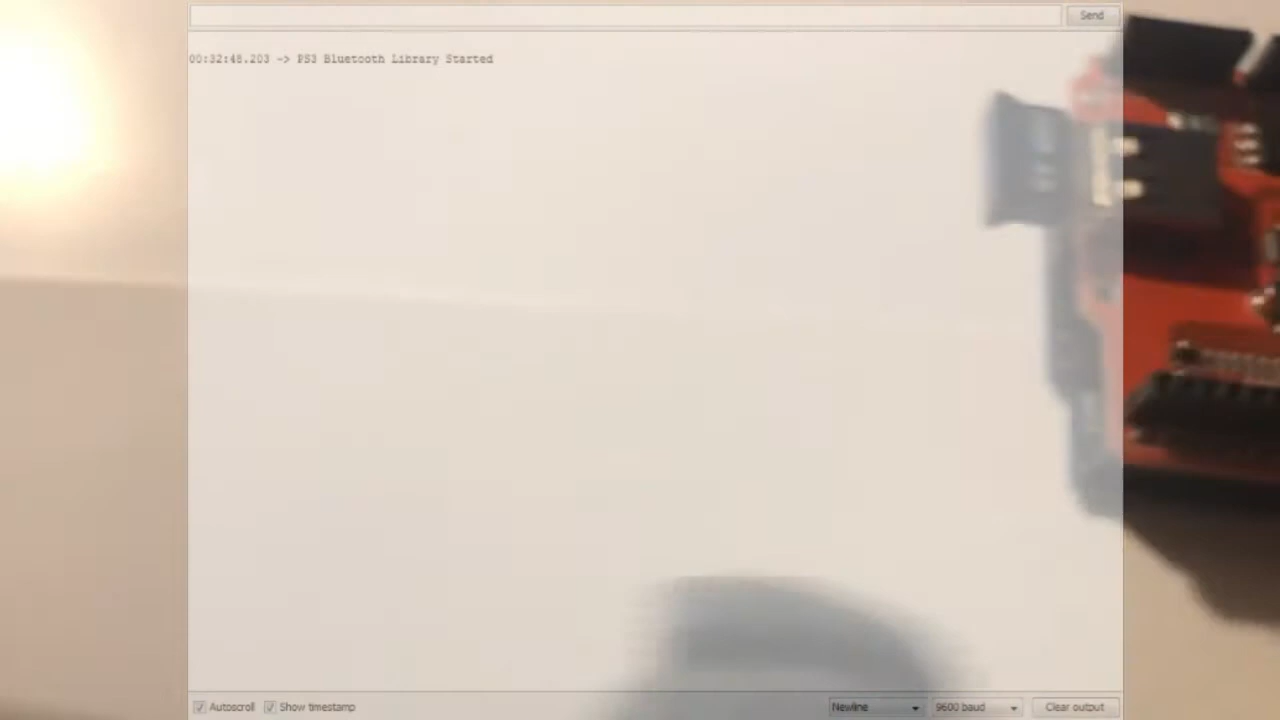 Send
00:32:48.203 -> PS3 Bluetooth Library Started
Autoscroll Show timestamp Newline 9600 baud Clear output